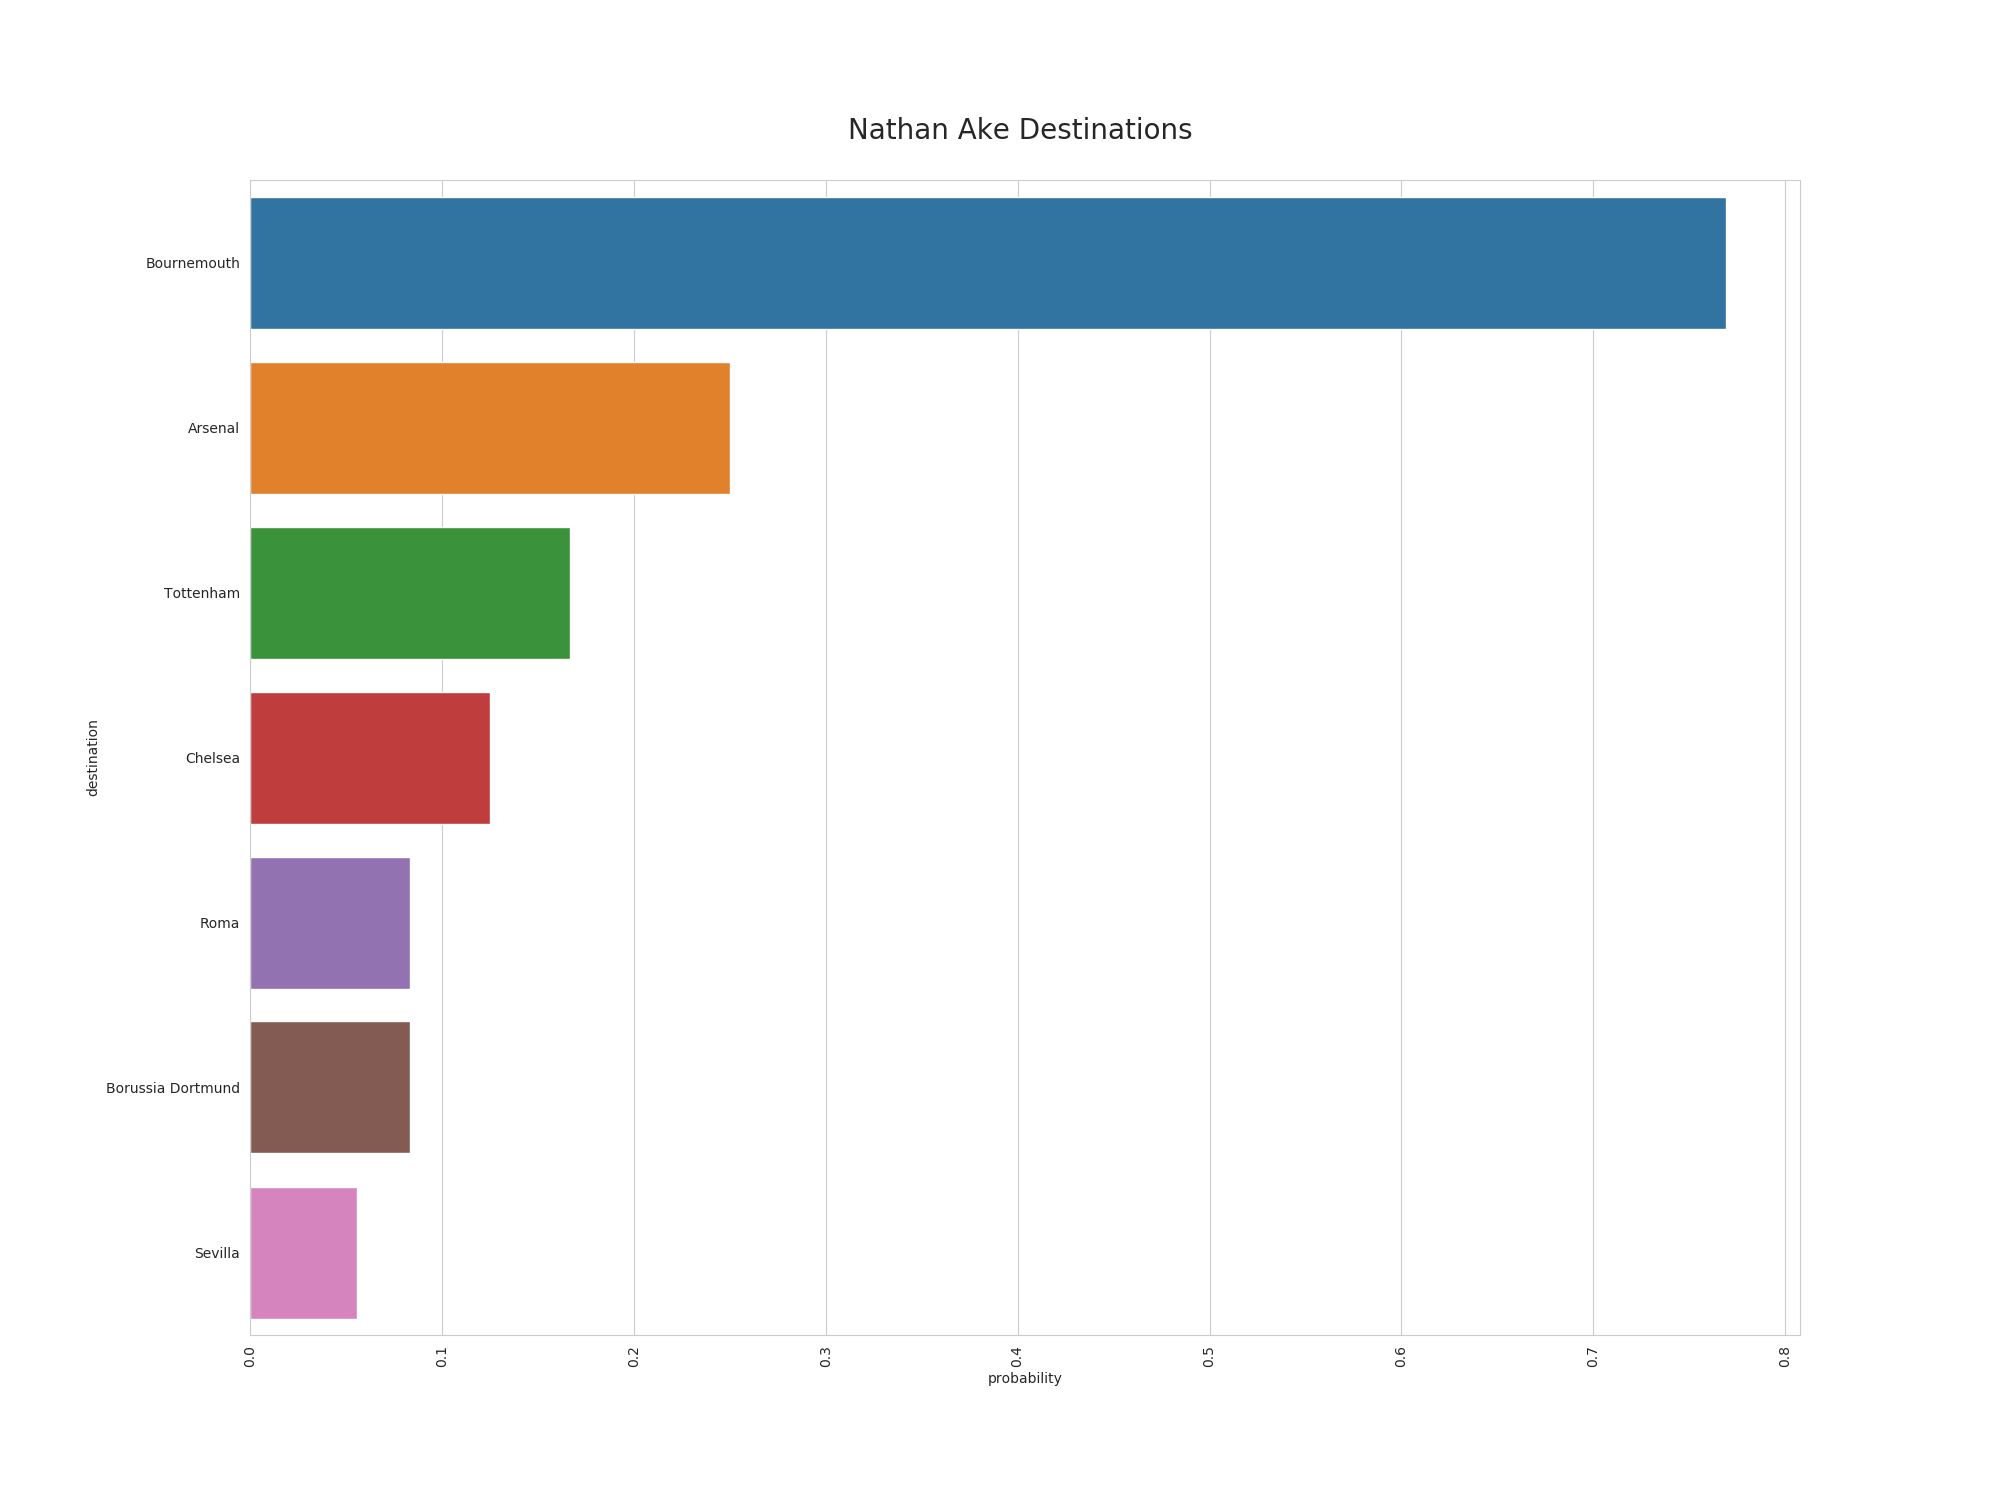 Nathan Ake Destinations
Bournemouth
Arsenal
Tottenham
Chelsea
Roma
Borussia Dortmund
Sevilla
destination
0.0 0.1 0.2 0.3 0.4 0.5 0.6 0.7 0.8
probability